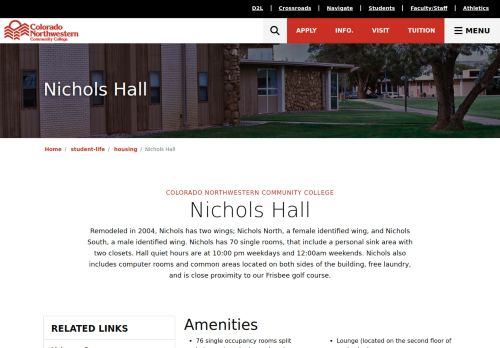 D2L | Crossroads | Navigate | Students | Faculty/Staff | Athletics
Colorado
Northwestern
Community College
APPLY INFO. VISIT TUITION MENU
Nichols Hall
Home / student-life / housing / Nichols Hall
COLORADO NORTHWESTERN COMMUNITY COLLEGE
Nichols Hall
Remodeled in 2004, Nichols has two wings; Nichols North, a female identified wing, and Nichols
South, a male identified wing. Nichols has 70 single rooms, that include a personal sink area with
two closets. Hall quiet hours are at 10:00 pm weekdays and 12:00am weekends. Nichols also
includes computer rooms and common areas located on both sides of the building, free laundry,
and is close proximity to our Frisbee golf course.
RELATED LINKS
Amenities
• 76 single occupancy rooms split
• Lounge (located on the second floor of